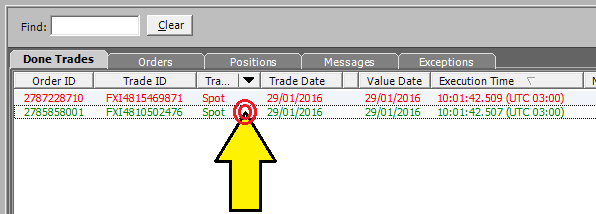 Find: Clear
Done Trades Orders Positions Messages Exceptions
Order ID Trade ID Tra... Trade Date Value Date Execution Time N
2787228710 FXI4815469871 Spot 29/01/2016 29/01/2016 10:01:42.509 (UTC 03:00)
2785858001 FXI4810502476 Spot 29/01/2016 29/01/2016 10:01:42.507 (UTC 03:00)